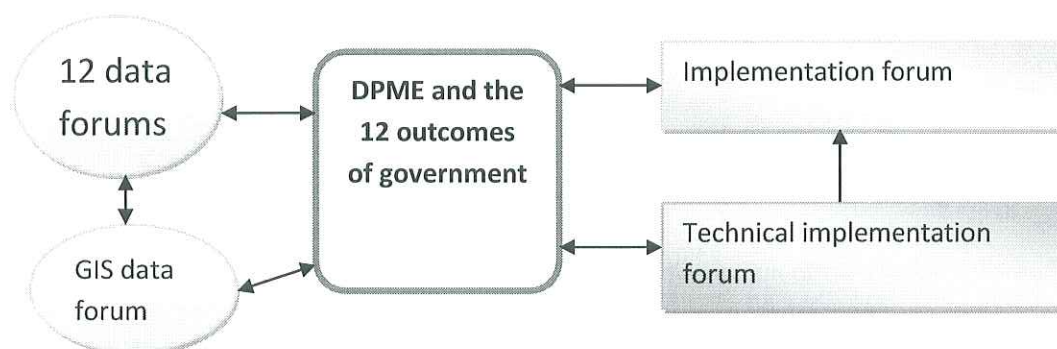 12 data
forums
GIS data
forum
DPME and the
12 outcomes
of government
Implementation forum
Technical implementation
forum